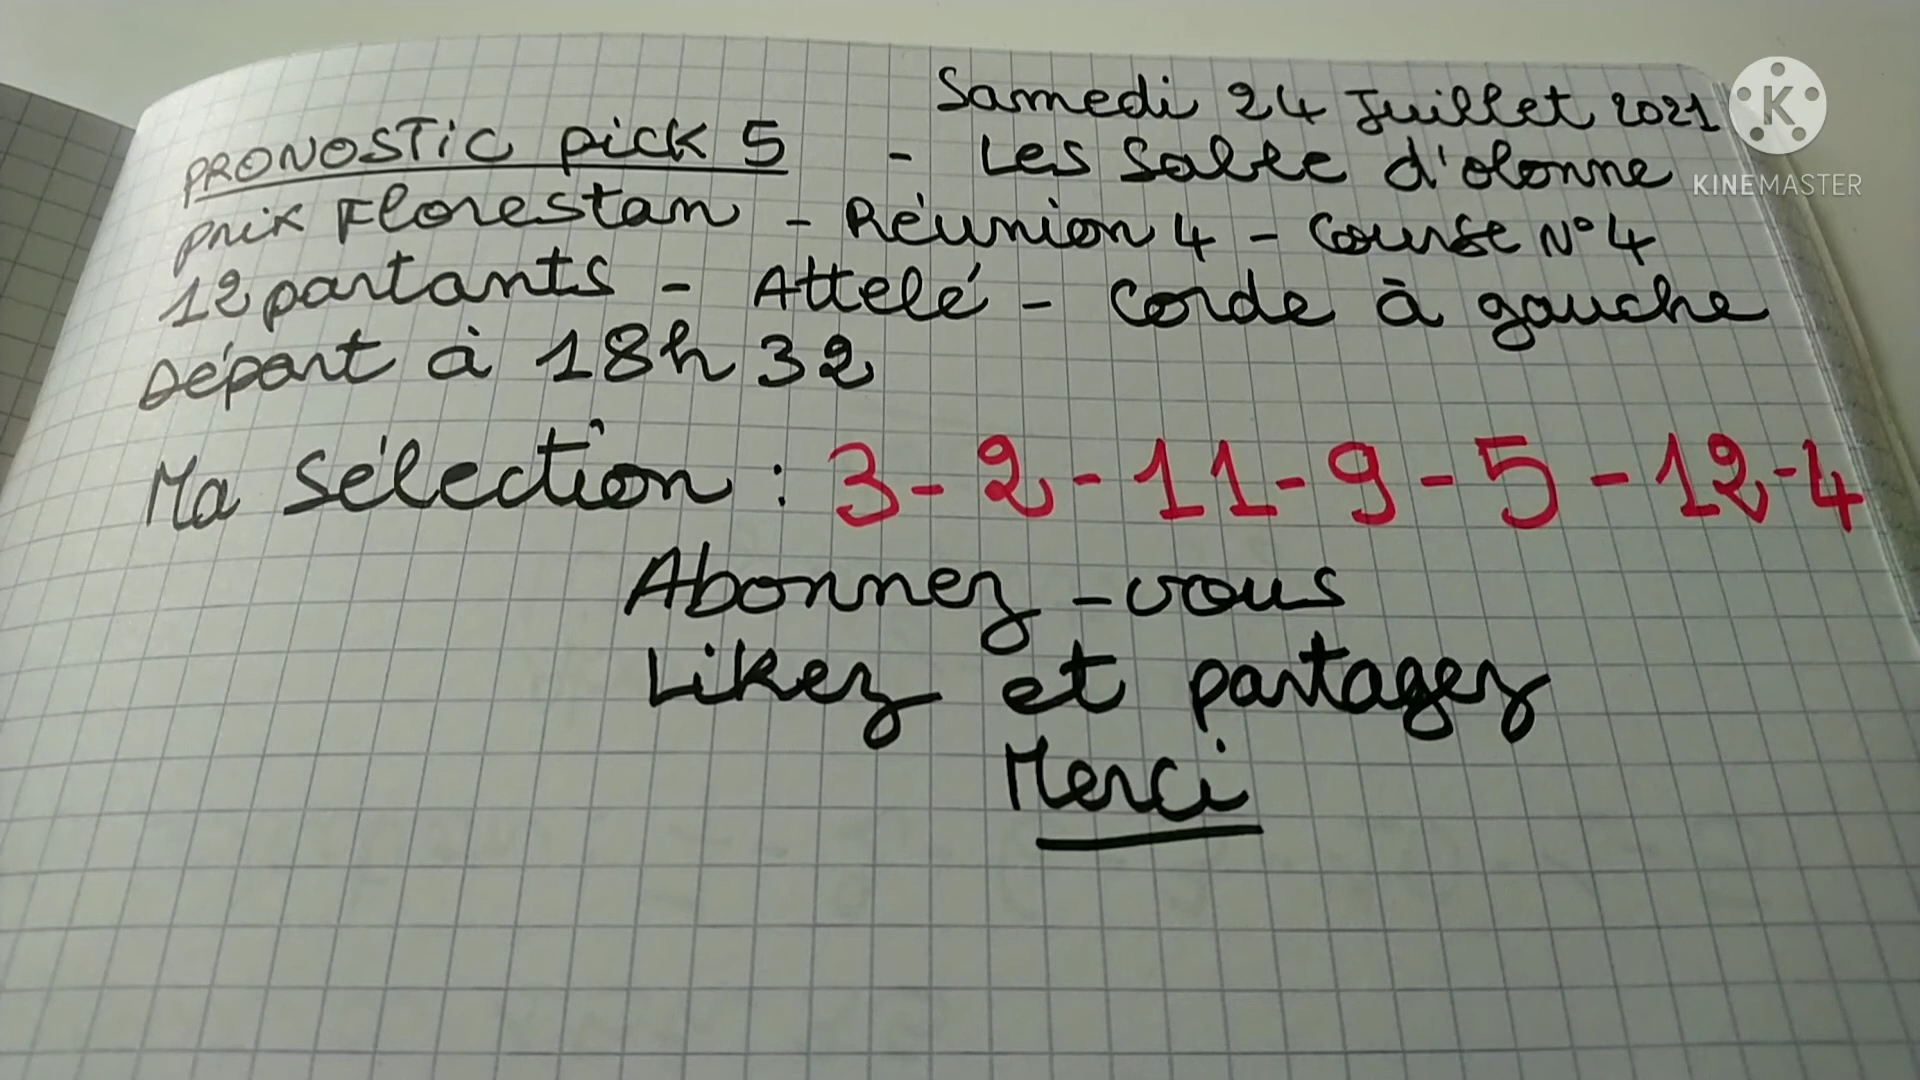 Samedi 24 Juillet 2021
PRONOSTIC pick 5 - Les Sable d'olonne
prix Florestan - Réunion 4 - Course N° 4
12 partants - Attelé - Corde à gauche
Départ à 18h32
Ma sélection : 3-2-11-9-5-12-4
Abonnez-vous
Likez et partagez
Merci
K
KINEMASTER